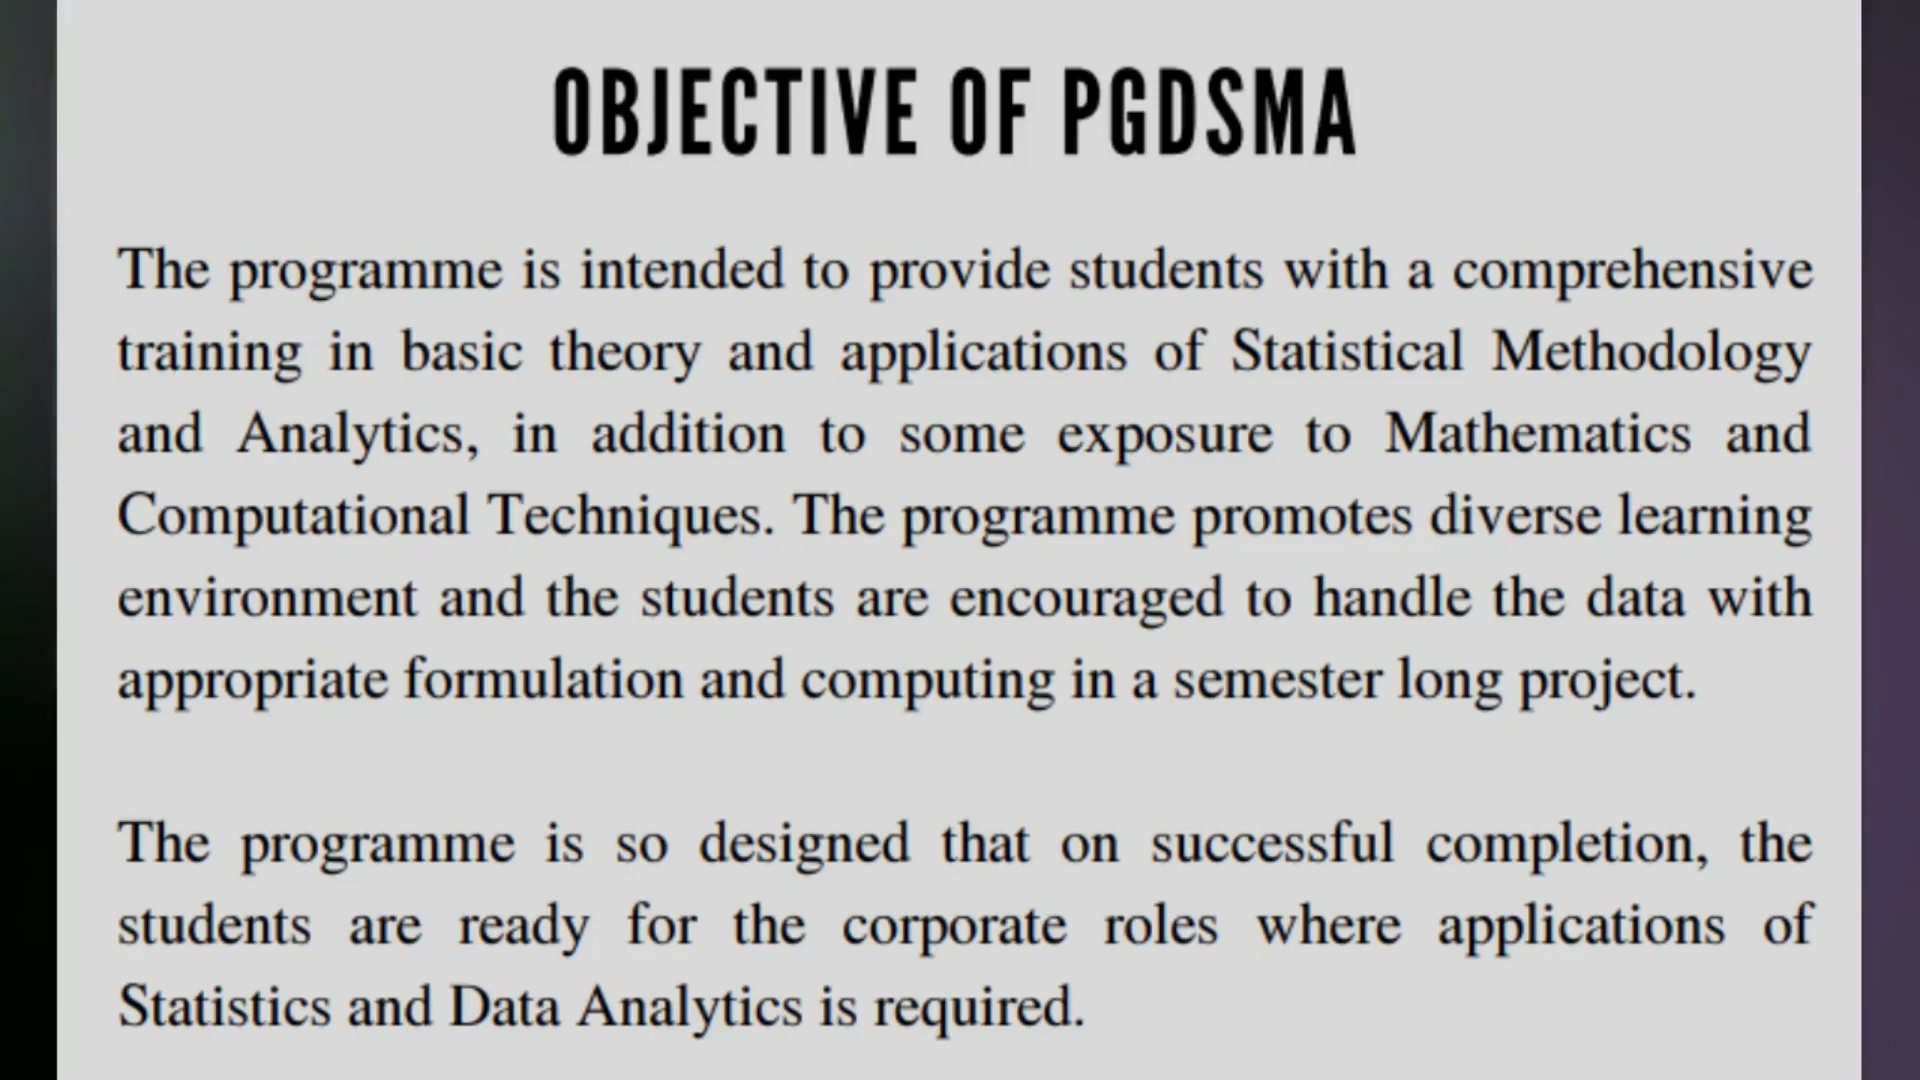 OBJECTIVE OF PGDSMA
The programme is intended to provide students with a comprehensive
training in basic theory and applications of Statistical Methodology
and Analytics, in addition to some exposure to Mathematics and
Computational Techniques. The programme promotes diverse learning
environment and the students are encouraged to handle the data with
appropriate formulation and computing in a semester long project.
The programme is so designed that on successful completion, the
students are ready for the corporate roles where applications of
Statistics and Data Analytics is required.